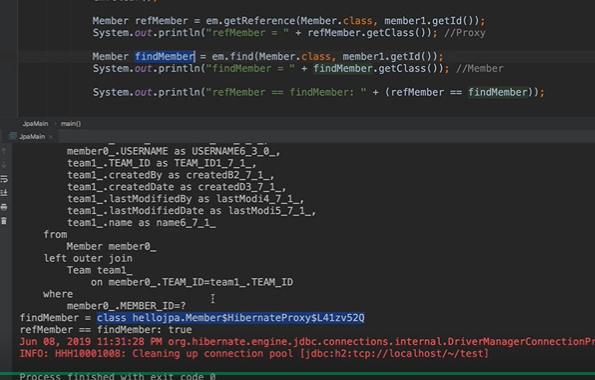 Member refMember = em.getReference(Member.class, member1.getId());
System.out.println("refMember = " + refMember.getClass()); //Proxy
Member findMember = em.find(Member.class, member1.getId());
System.out.println("findMember = " + findMember.getClass()); //Member
System.out.println("refMember == findMember: " + (refMember == findMember));
JpaMain
main()
JpaMain
member0_.USERNAME as USERNAME6_3_0_,
team1_.TEAM_ID as TEAM_ID1_7_1_,
team1_.createdBy as createdB2_7_1_,
team1_.createdDate as createdD3_7_1_,
team1_.lastModifiedBy as lastModi4_7_1_,
team1_.lastModifiedDate as lastModi5_7_1_,
team1_.name as name6_7_1_
from
Member member0_
left outer join
Team team1_
on member0_.TEAM_ID=team1_.TEAM_ID
where
member0_.MEMBER_ID=?
findMember = class hellojpa.Member$HibernateProxy$L41zv52Q
refMember == findMember: true
Jun 08, 2019 11:31:28 PM org.hibernate.engine.jdbc.connections.internal.DriverManagerConnectionPr
INFO: HHH10001008: Cleaning up connection pool [jdbc:h2:tcp://localhost/~/test]
Process finished with exit code 0